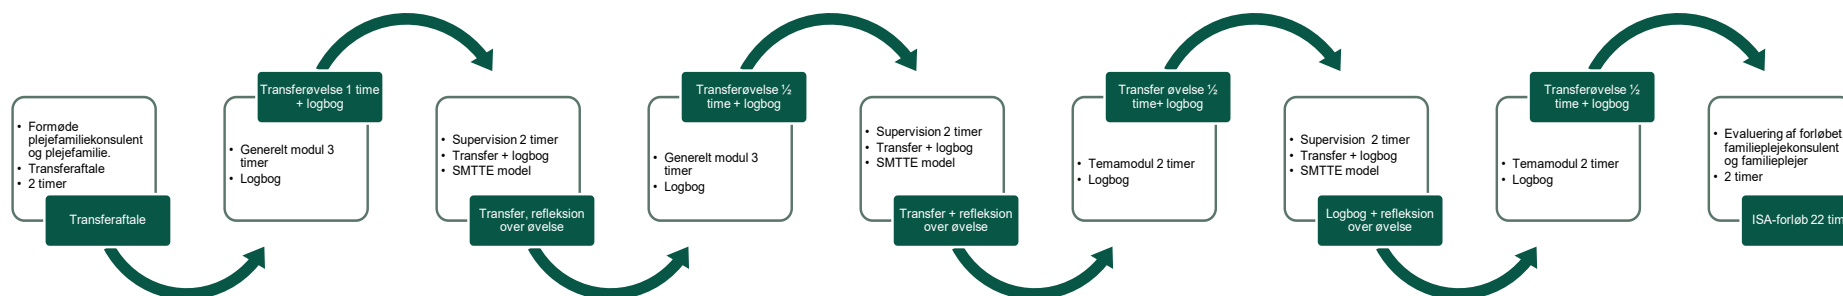 • Formøde
plejefamiliekonsulent
og plejefamilie.
• Transferaftale
• 2 timer
Transferaftale
Transferøvelse 1 time
+ logbog
• Generelt modul 3
timer
• Logbog
• Supervision 2 timer
• Transfer + logbog
• SMTTE model
Transfer, refleksion
over øvelse
Transferøvelse ½
time + logbog
• Generelt modul 3
timer
• Logbog
• Supervision 2 timer
• Transfer + logbog
• SMTTE model
Transfer + refleksion
over øvelse
Transfer øvelse ½
time+ logbog
• Temamodul 2 timer
• Logbog
• Supervision  2 timer
• Transfer + logbog
• SMTTE model
Logbog + refleksion
over øvelse
Transferøvelse ½
time + logbog
• Temamodul 2 timer
• Logbog
• Evaluering af forløbet
familieplejekonsulent
og familieplejer
• 2 timer
ISA-forløb 22